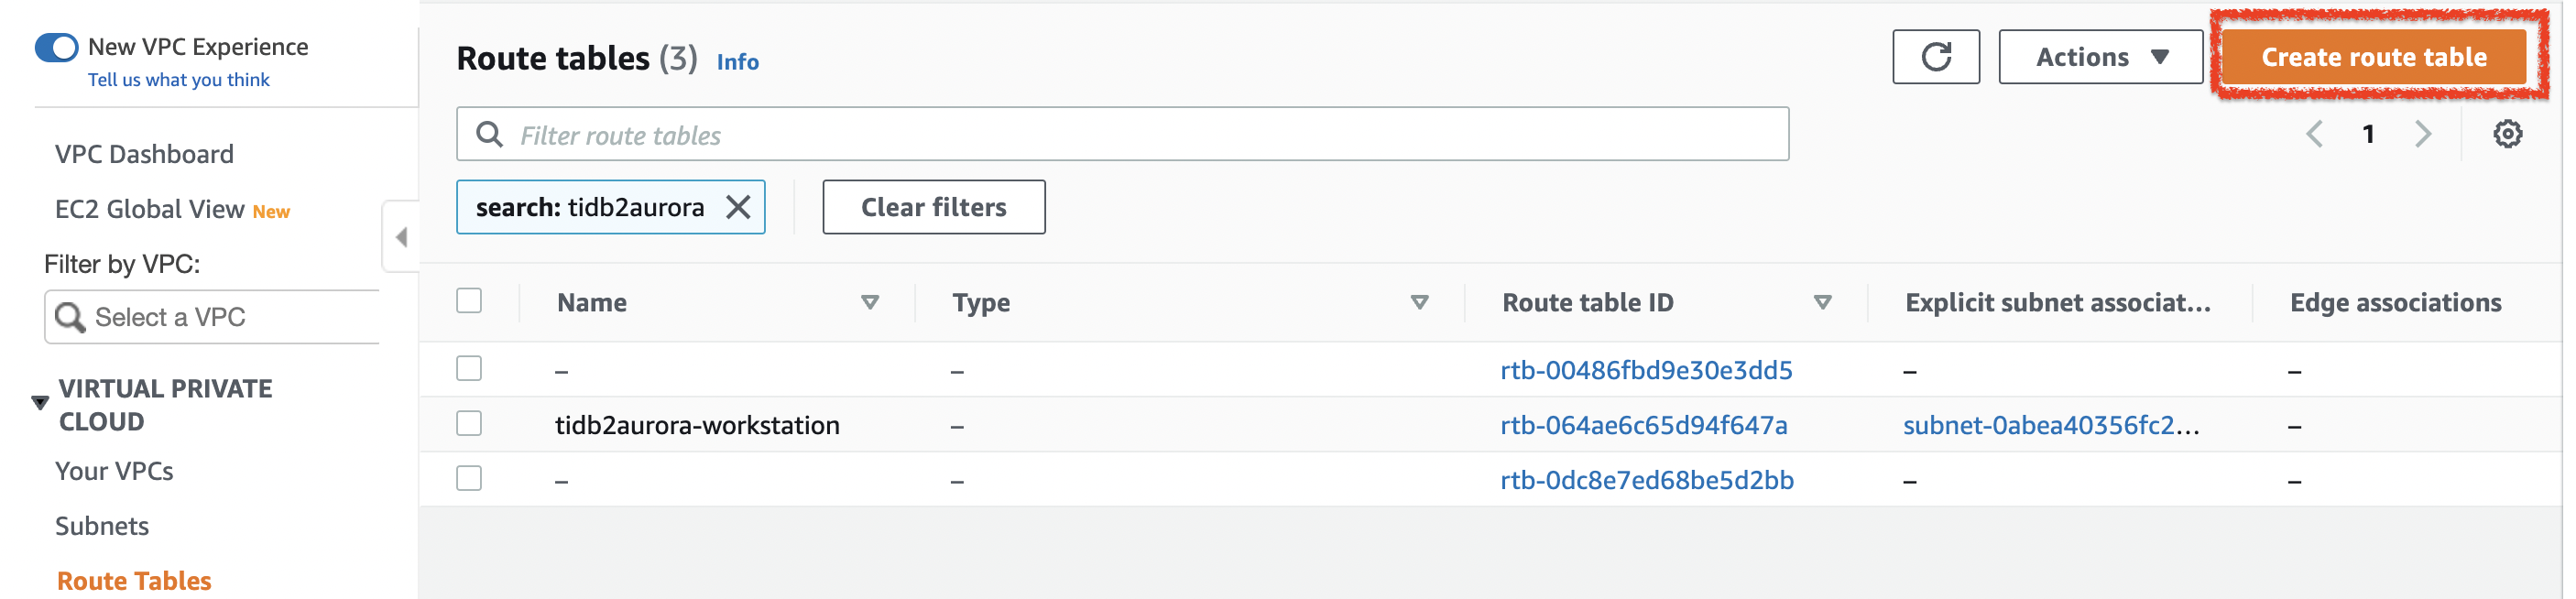 New VPC Experience
Tell us what you think
VPC Dashboard
EC2 Global View New
Filter by VPC:
Select a VPC
VIRTUAL PRIVATE
CLOUD
Your VPCs
Subnets
Route Tables
Route tables (3) Info
Actions
Create route table
Filter route tables
1
search: tidb2aurora
Clear filters
Name Type Route table ID Explicit subnet associat... Edge associations
– – rtb-00486fbd9e30e3dd5 – –
tidb2aurora-workstation – rtb-064ae6c65d94f647a subnet-0abea40356fc2... –
– – rtb-0dc8e7ed68be5d2bb – –